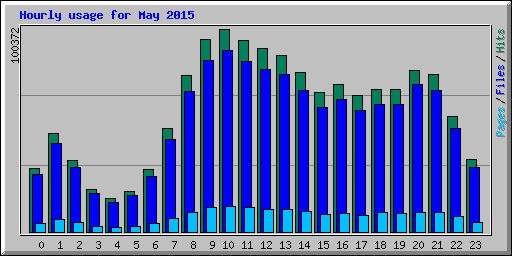 Hourly usage for May 2015
100372
Pages / Files / Hits
0 1 2 3 4 5 6 7 8 9 10 11 12 13 14 15 16 17 18 19 20 21 22 23